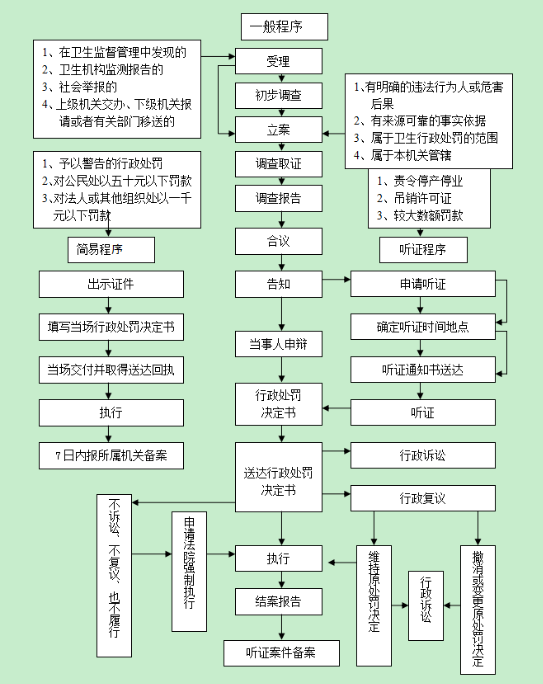 一般程序
1、在卫生监督管理中发现的
2、卫生机构监测报告的
3、社会举报的
4、上级机关交办、下级机关报
请或者有关部门移送的
受理
初步调查
立案
1、有明确的违法行为人或危害
后果
2、有来源可靠的事实依据
3、属于卫生行政处罚的范围
4、属于本机关管辖
调查取证
1、予以警告的行政处罚
2、对公民处以五十元以下罚款
3、对法人或其他组织处以一千
元以下罚款
调查报告
1、责令停产停业
2、吊销许可证
3、较大数额罚款
简易程序
合议
听证程序
出示证件
告知
申请听证
填写当场行政处罚决定书
确定听证时间地点
当事人申辩
当场交付并取得送达回执
听证通知书送达
执行
行政处罚
决定书
听证
7日内报所属机关备案
送达行政处罚
决定书
行政诉讼
行政复议
不诉讼、不复议、也不履行
申请法院强制执行
执行
维持原处罚决定
行政诉讼
撤消或变更原处罚决定
结案报告
听证案件备案